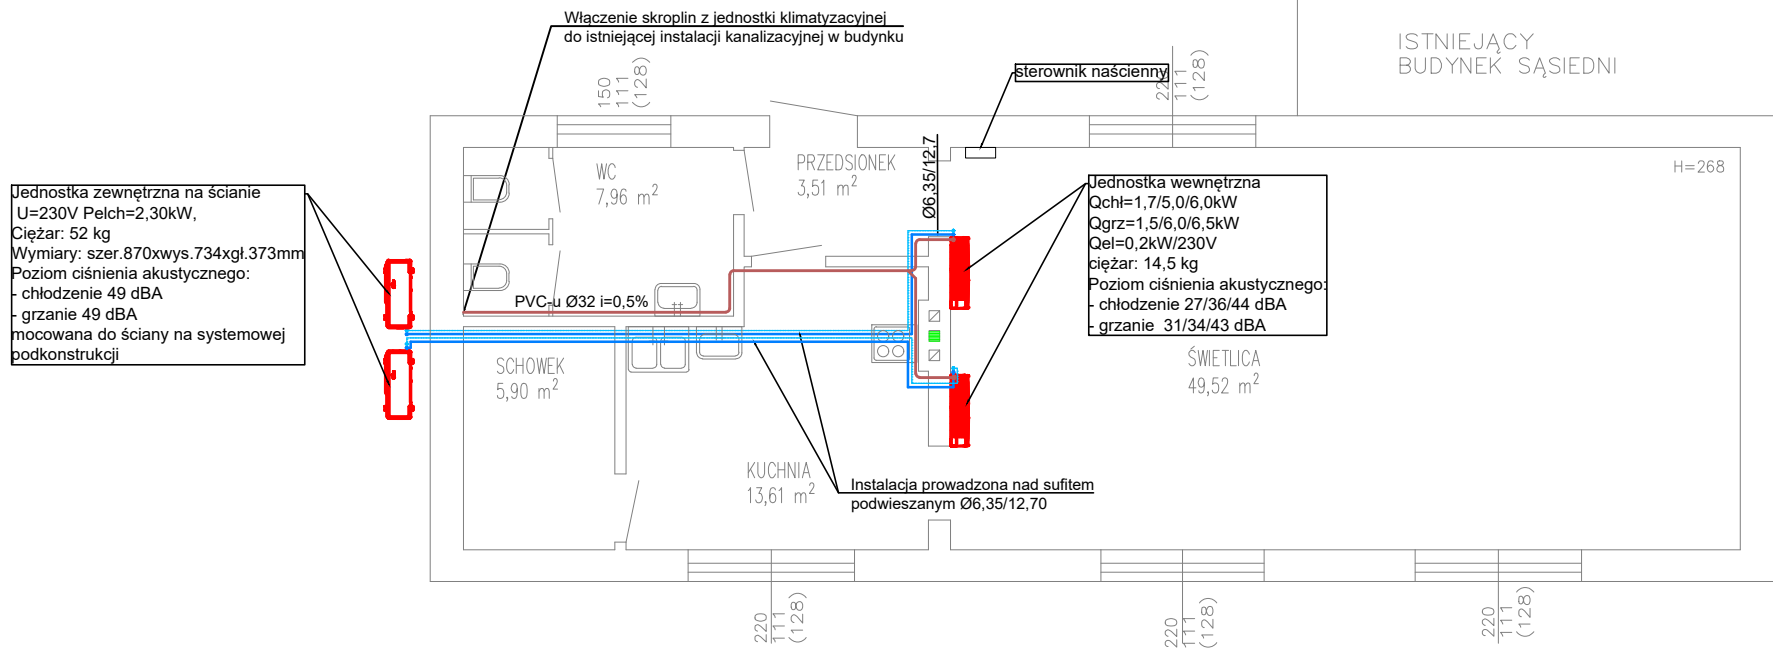 Włączenie skroplin z jednostki klimatyzacyjnej
do istniejącej instalacji kanalizacyjnej w budynku
ISTNIEJĄCY
BUDYNEK SĄSIEDNI
sterownik naścienny
150
111
(128)
220
111
(128)
WC
7,96 m²
PRZEDSIONEK
3,51 m²
Ø6,35/12,7
H=268
Jednostka zewnętrzna na ścianie
U=230V Pelch=2,30kW,
Ciężar: 52 kg
Wymiary: szer.870xwys.734xgł.373mm
Poziom ciśnienia akustycznego:
- chłodzenie 49 dBA
- grzanie 49 dBA
mocowana do ściany na systemowej
podkonstrukcji
Jednostka wewnętrzna
Qchł=1,7/5,0/6,0kW
Qgrz=1,5/6,0/6,5kW
Qel=0,2kW/230V
ciężar: 14,5 kg
Poziom ciśnienia akustycznego:
- chłodzenie 27/36/44 dBA
- grzanie 31/34/43 dBA
PVC-u Ø32 i=0,5%
SCHOWEK
5,90 m²
ŚWIETLICA
49,52 m²
KUCHNIA
13,61 m²
Instalacja prowadzona nad sufitem
podwieszanym Ø6,35/12,70
220
111
(128)
220
111
(128)
220
111
(128)